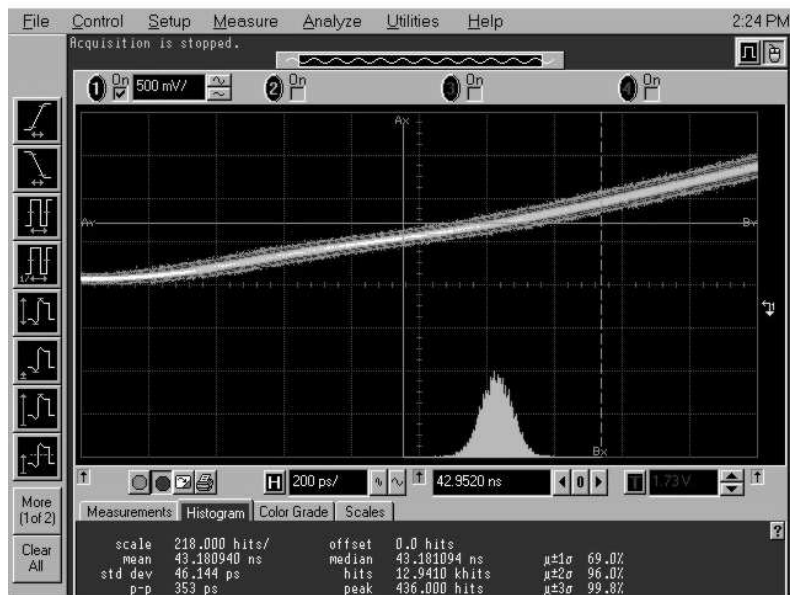 File Control Setup Measure Analyze Utilities Help 2:24 PM
Acquisition is stopped.
1 On 500 mV/ 2 On 3 On 4 On
Ax
Ay By
Bx
H 200 ps/ 42.9520 ns 0 T 1.73 V
More
(1of 2)
Clear
All
Measurements Histogram Color Grade Scales
?
scale 218.000 hits/ offset 0.0 hits
mean 43.180940 ns median 43.181094 ns µ±1σ 69.0%
std dev 46.144 ps hits 12.9410 khits µ±2σ 96.0%
p-p 353 ps peak 436.000 hits µ±3σ 99.8%